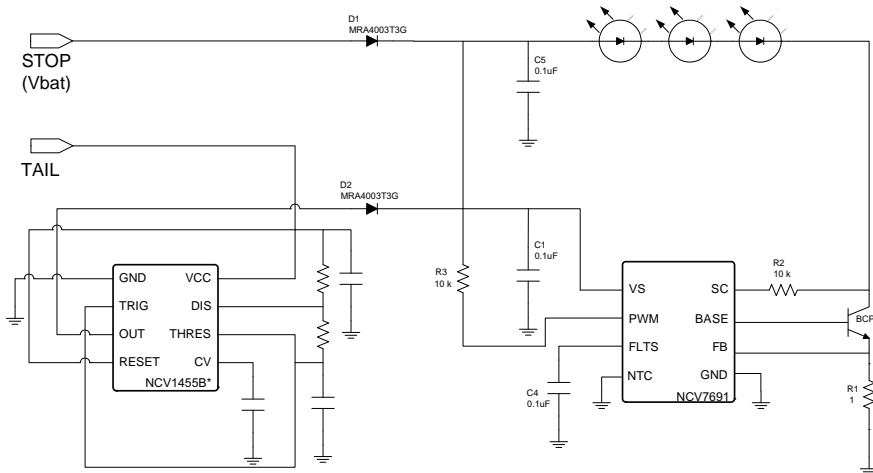 D1
MRA4003T3G
STOP
(Vbat)
C5
0.1uF
TAIL
D2
MRA4003T3G
C1
0.1uF
R3
10 k
GND
VCC
TRIG
DIS
OUT
THRES
RESET
CV
NCV1455B*
VS
SC
PWM
BASE
FLTS
FB
NTC
GND
NCV7691
R2
10 k
BCP
C4
0.1uF
R1
1